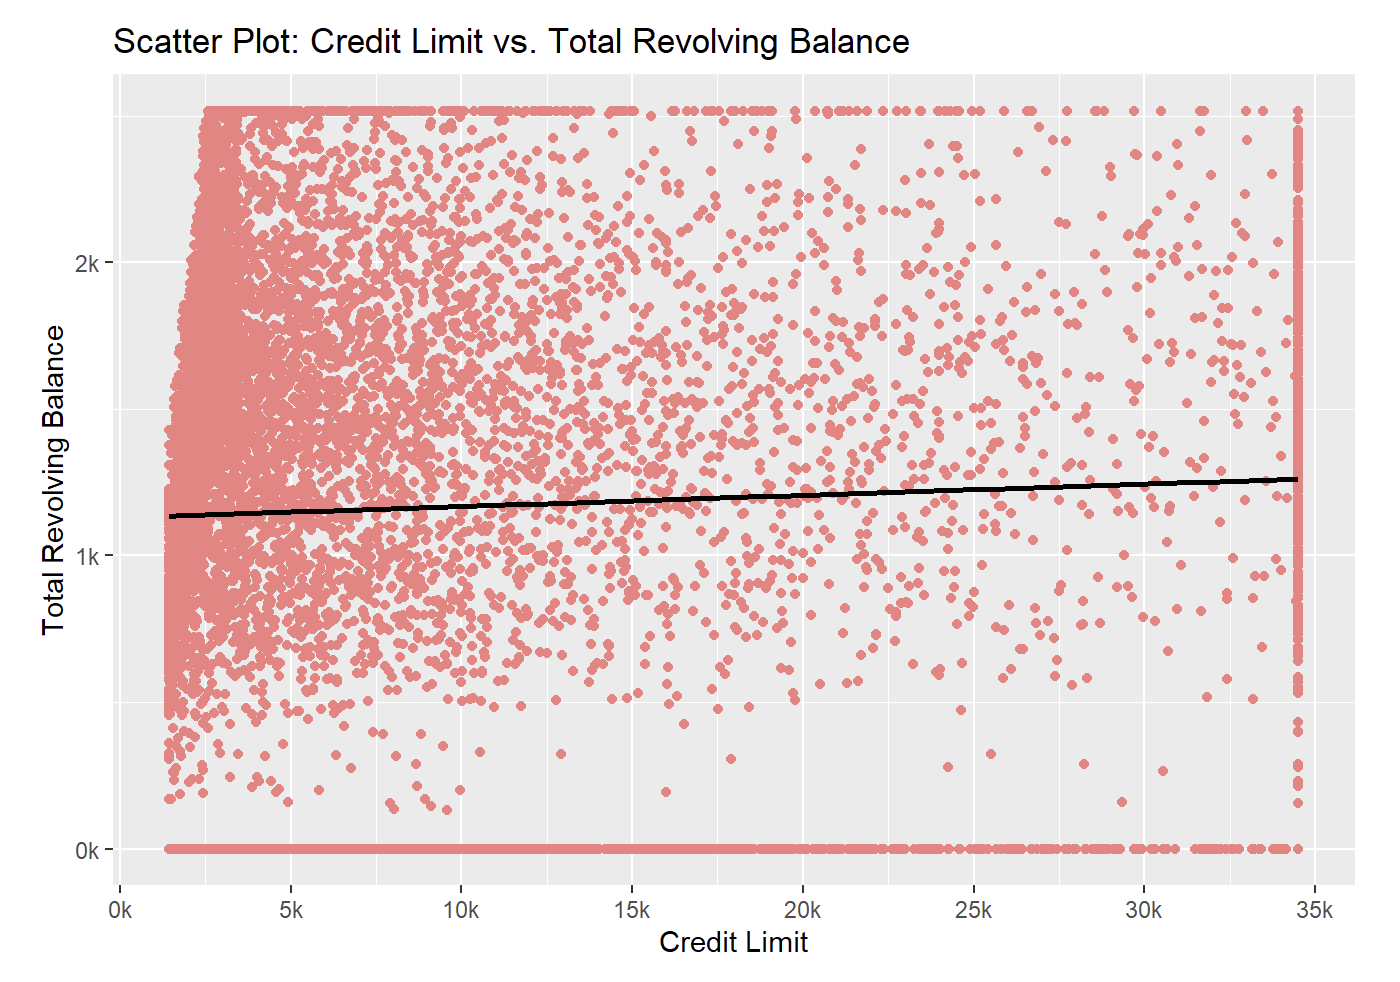 Scatter Plot: Credit Limit vs. Total Revolving Balance
Total Revolving Balance
2k
1k
0k
0k 5k 10k 15k 20k 25k 30k 35k
Credit Limit